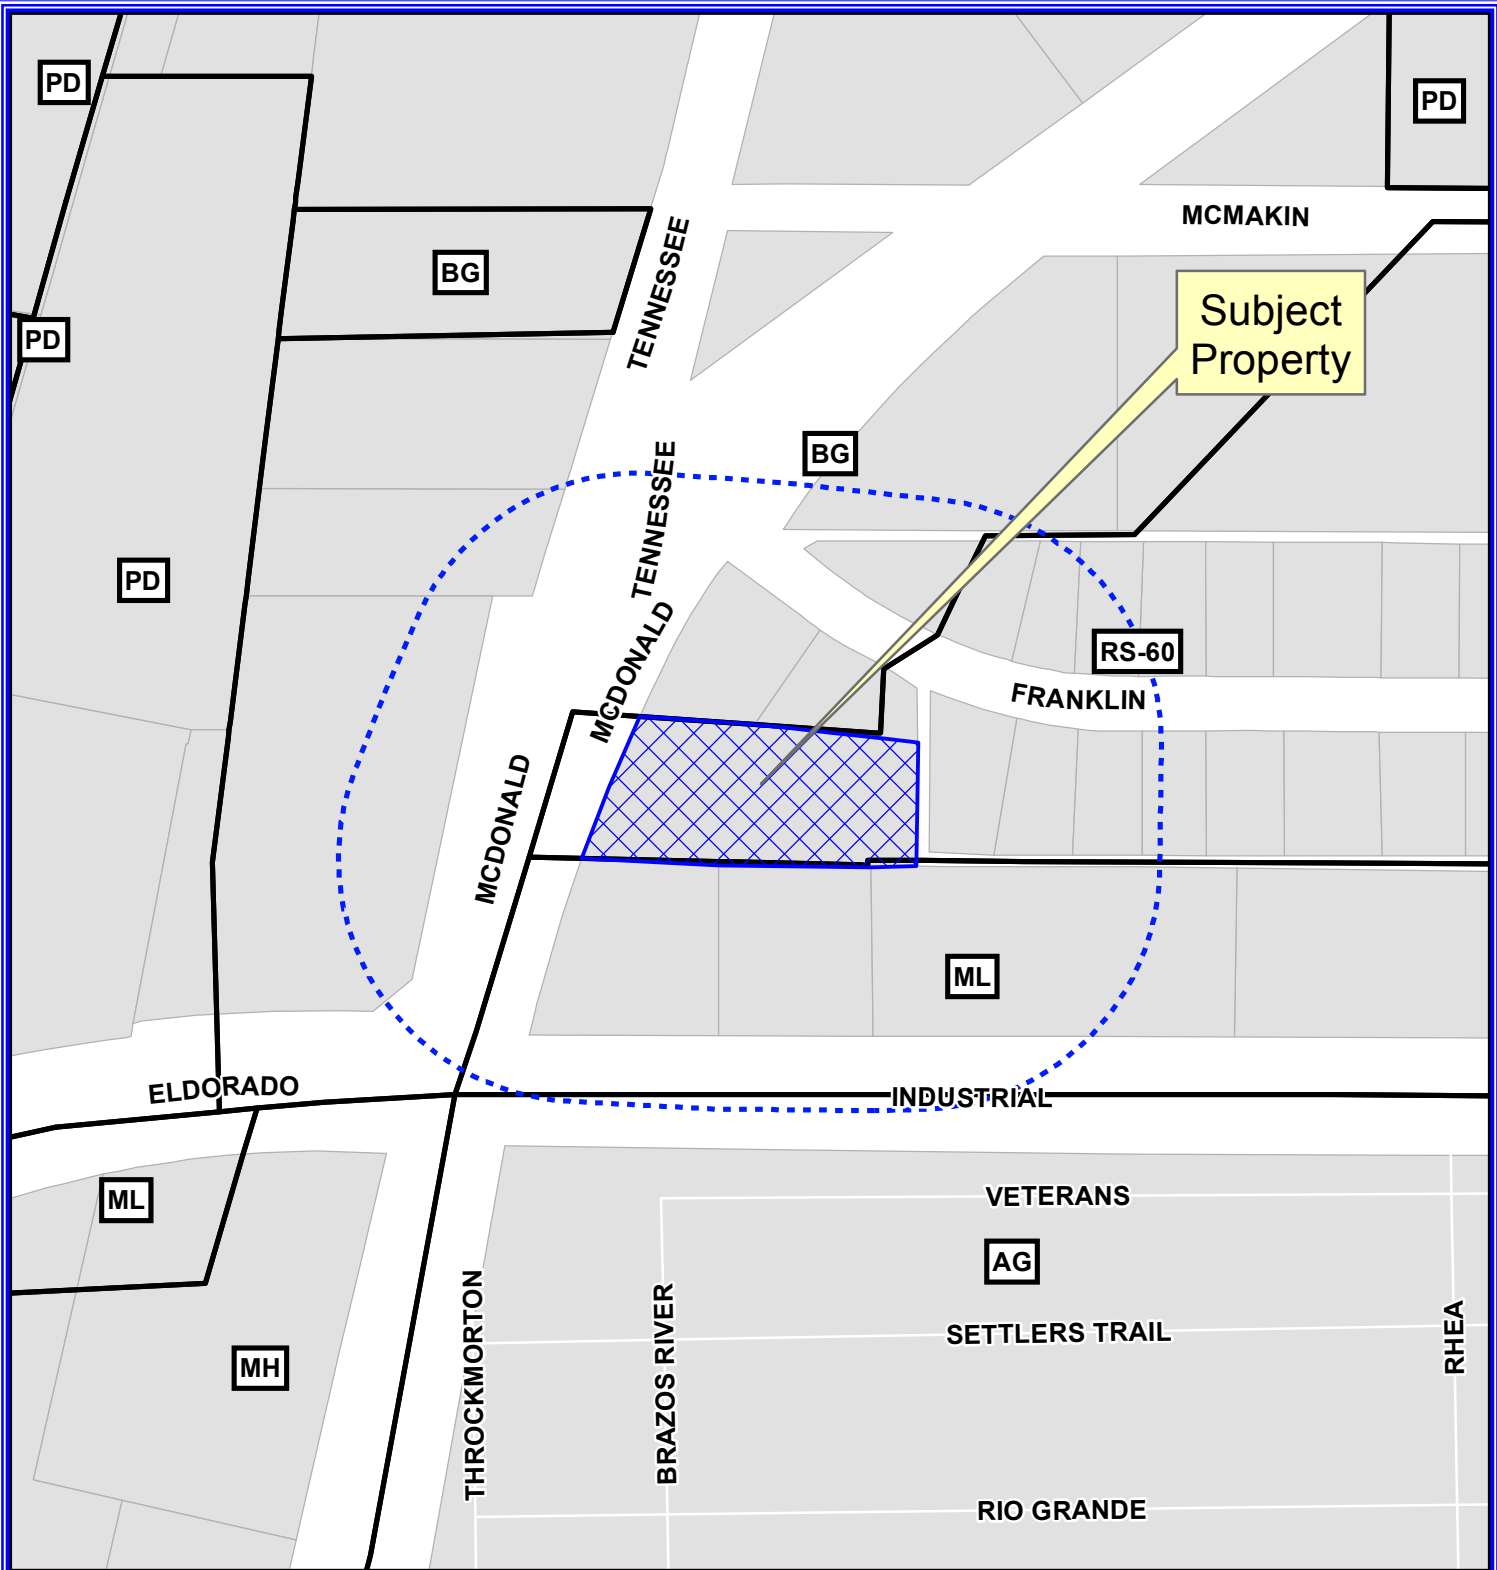 PD
PD
MCMAKIN
BG
TENNESSEE
Subject
Property
PD
BG
TENNESSEE
PD
MCDONALD
RS-60
FRANKLIN
MCDONALD
ML
ELDORADO
INDUSTRIAL
ML
VETERANS
AG
THROCKMORTON
BRAZOS RIVER
SETTLERS TRAIL
RHEA
MH
RIO GRANDE